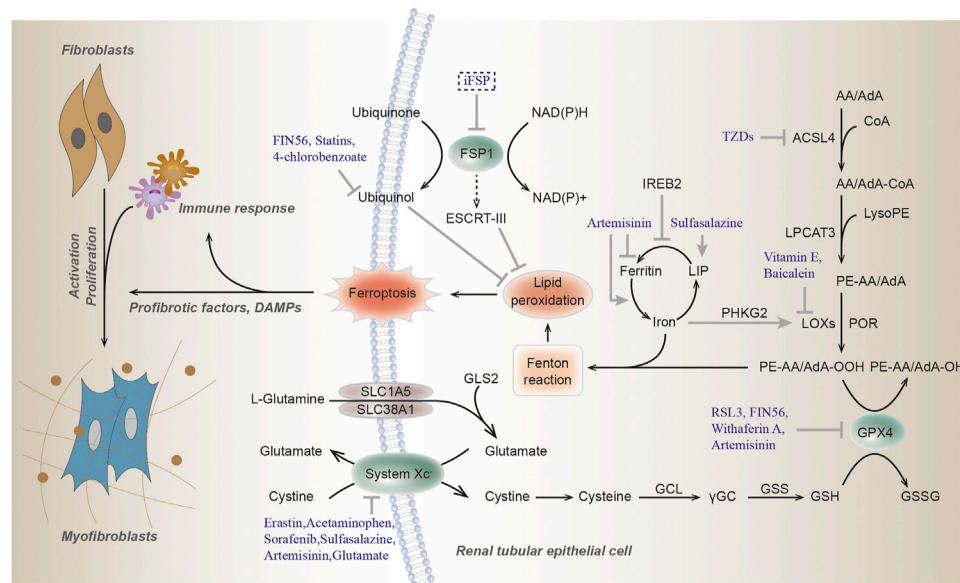 Fibroblasts
Immune response
Activation
Proliferation
Profibrotic factors, DAMPs
Myofibroblasts
Ubiquinone
iFSP
NAD(P)H
FSP1
FIN56, Statins,
4-chlorobenzoate
Ubiquinol
NAD(P)+
ESCRT-III
Ferroptosis
Lipid
peroxidation
Fenton
reaction
IREB2
Artemisinin
Sulfasalazine
Ferritin
LIP
Iron
PHKG2
AA/AdA
CoA
TZDs
ACSL4
AA/AdA-CoA
LysoPE
LPCAT3
Vitamin E,
Baicalein
PE-AA/AdA
LOXs
POR
PE-AA/AdA-OOH
PE-AA/AdA-OH
RSL3, FIN56,
Withaferin A,
Artemisinin
GPX4
L-Glutamine
SLC1A5
SLC38A1
GLS2
Glutamate
Glutamate
System Xc-
Cystine
Cystine
Cysteine
GCL
γGC
GSS
GSH
GSSG
Erastin,Acetaminophen,
Sorafenib,Sulfasalazine,
Artemisinin,Glutamate
Renal tubular epithelial cell